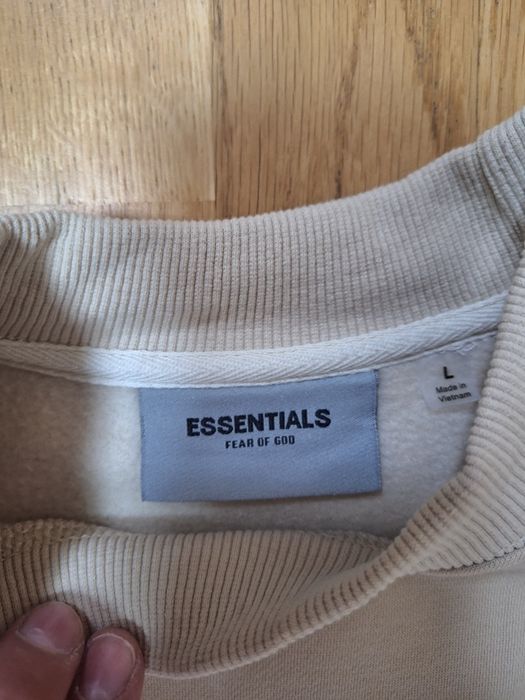 ESSENTIALS
FEAR OF GOD
L
Made in
Vietnam